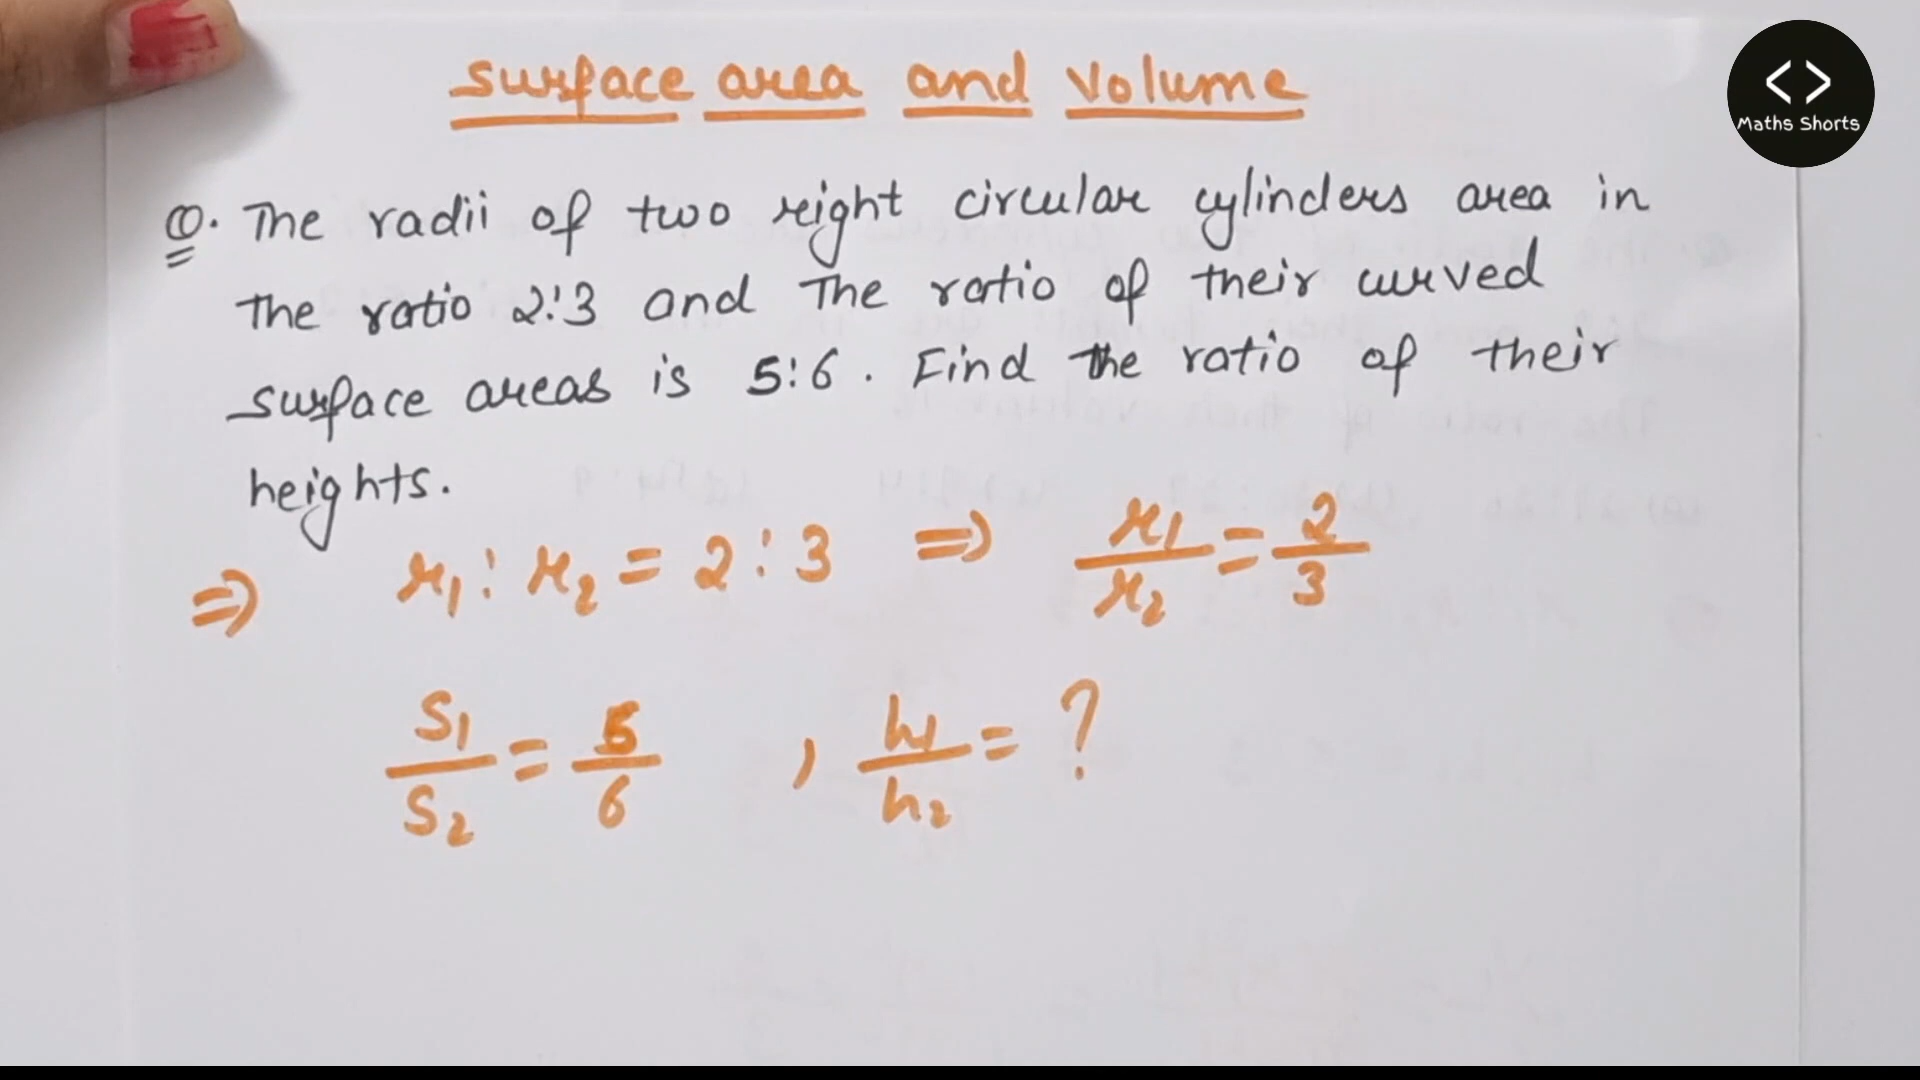 surface area and volume
<> Maths Shorts
Q. The radii of two right circular cylinders area in
the ratio 2:3 and The ratio of their curved
surface areas is 5:6. Find the ratio of their
heights.
⇒ r₁ : r₂ = 2 : 3 ⇒ r₁/r₂ = 2/3
S₁/S₂ = 5/6 , h₁/h₂ = ?